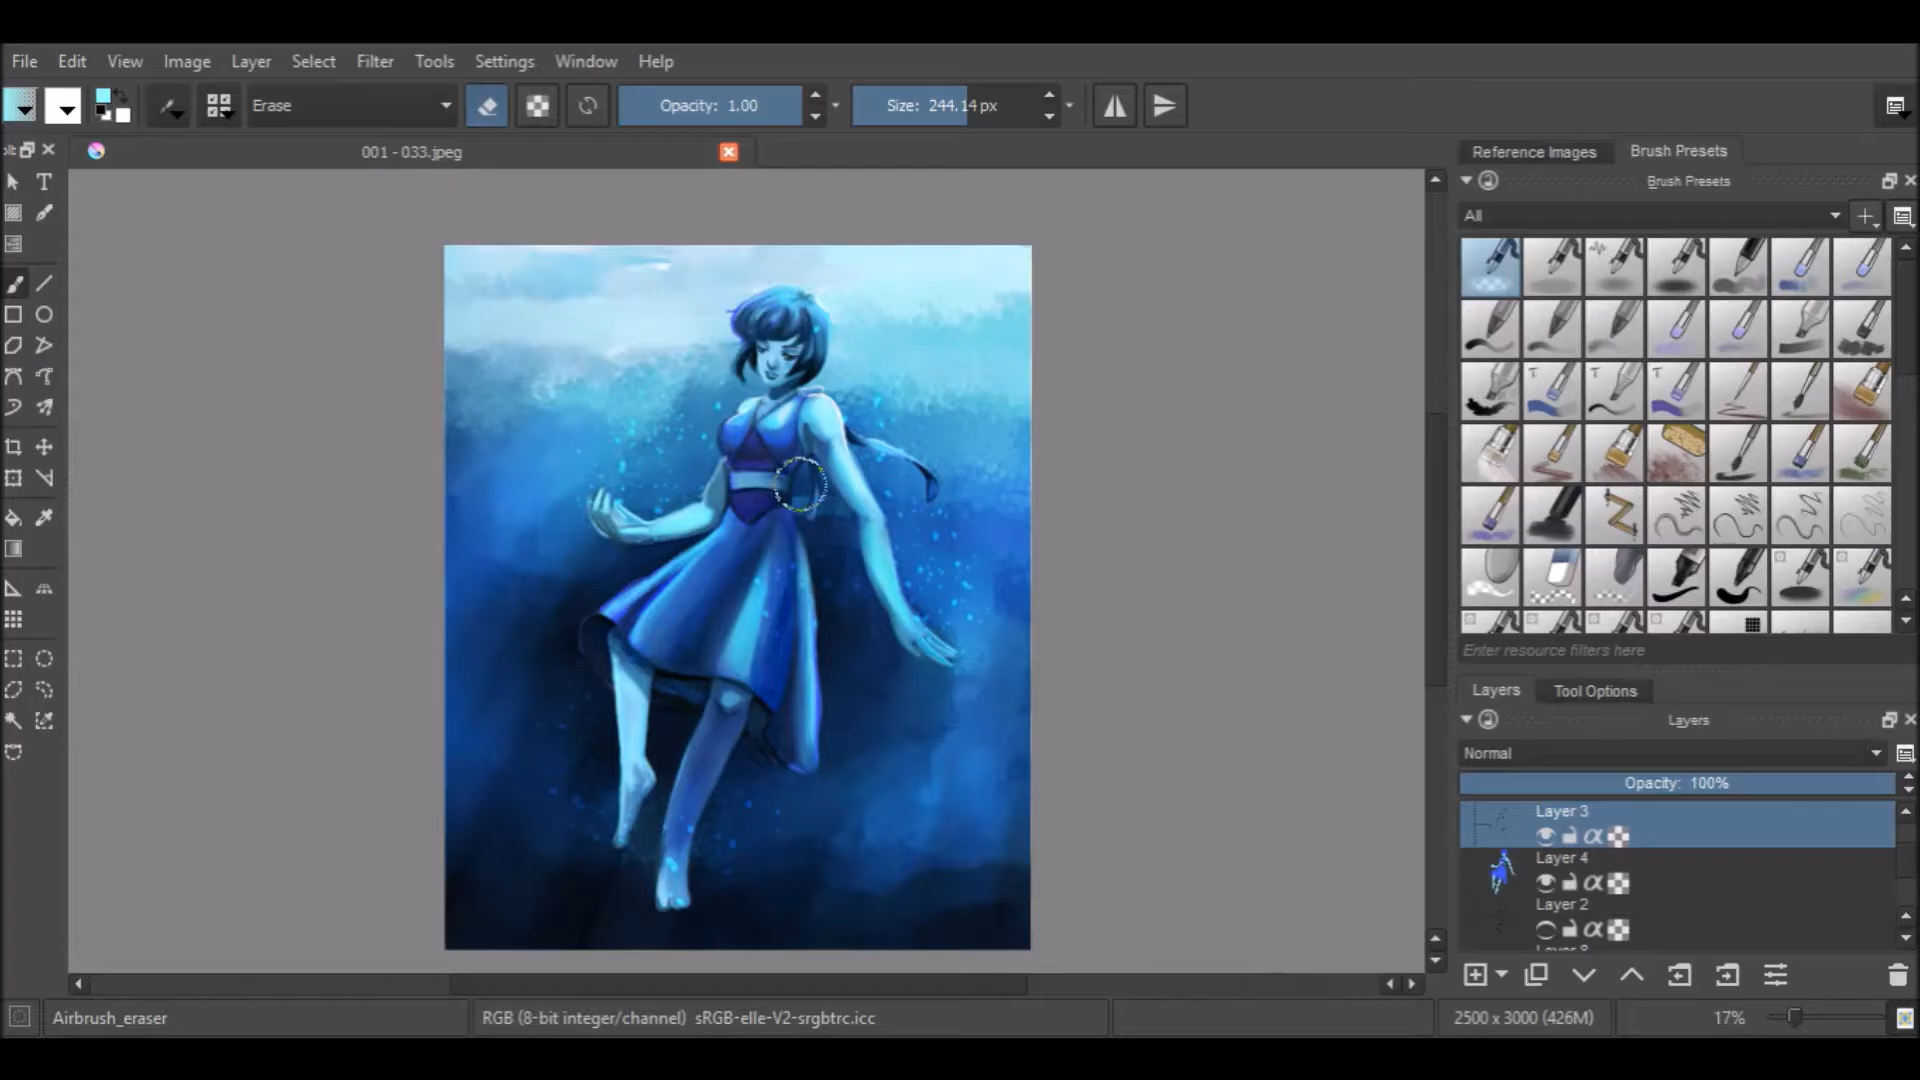 File Edit View Image Layer Select Filter Tools Settings Window Help
Erase Opacity: 1.00 Size: 244.14 px
001 - 033.jpeg
Reference Images Brush Presets
Brush Presets
All
Enter resource filters here
Layers Tool Options
Layers
Normal
Opacity: 100%
Layer 3
Layer 4
Layer 2
Airbrush_eraser RGB (8-bit integer/channel) sRGB-elle-V2-srgbtrc.icc 2500 x 3000 (426M) 17%